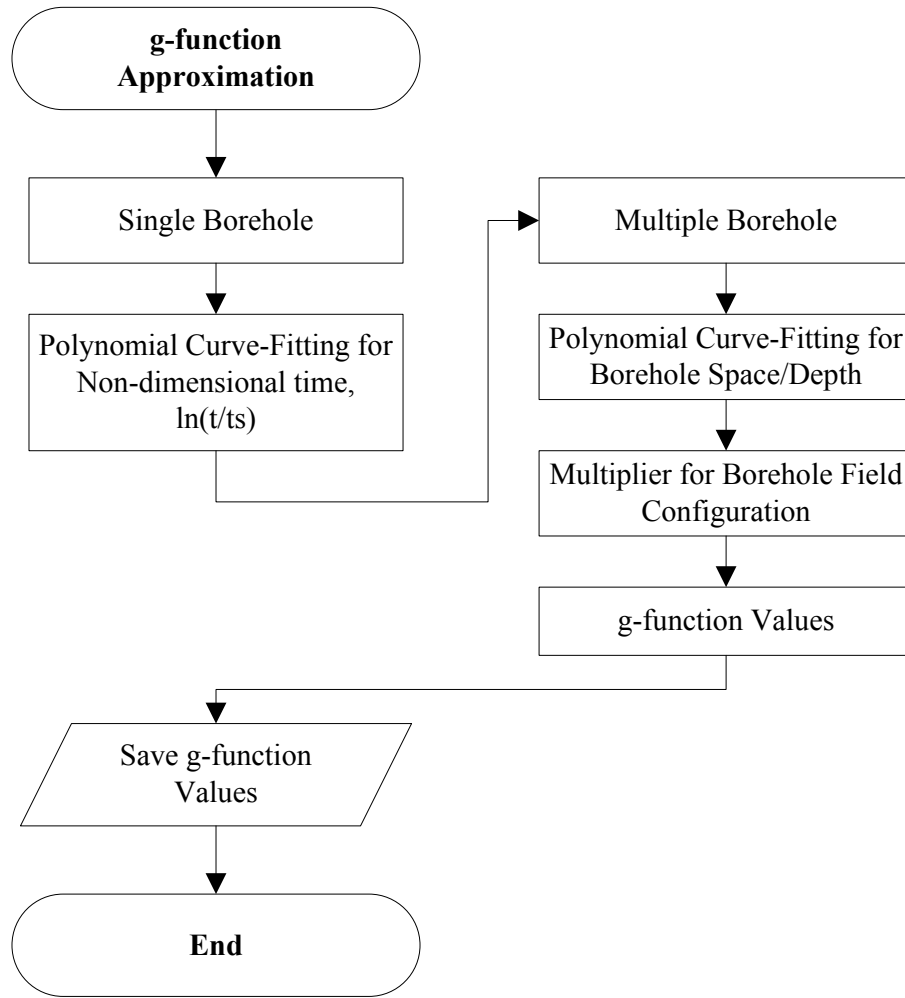 g-function
Approximation
Single Borehole
Polynomial Curve-Fitting for
Non-dimensional time,
ln(t/ts)
Multiple Borehole
Polynomial Curve-Fitting for
Borehole Space/Depth
Multiplier for Borehole Field
Configuration
g-function Values
Save g-function
Values
End